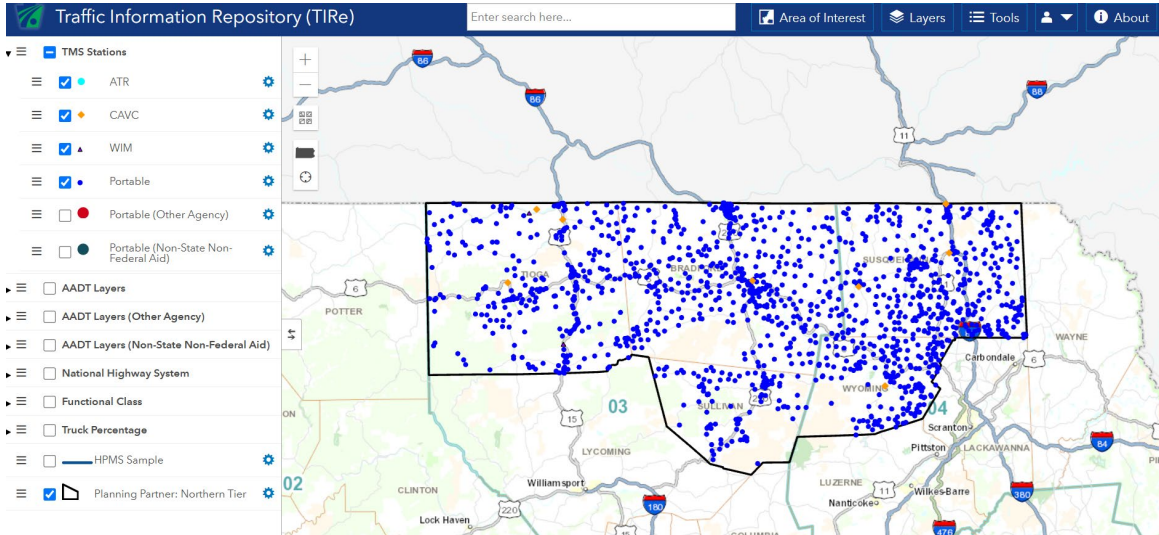 Traffic Information Repository (TIRe)
Enter search here...
Area of Interest
Layers
Tools
About
TMS Stations
ATR
CAVC
WIM
Portable
Portable (Other Agency)
Portable (Non-State Non-
Federal Aid)
AADT Layers
AADT Layers (Other Agency)
AADT Layers (Non-State Non-Federal Aid)
National Highway System
Functional Class
Truck Percentage
HPMS Sample
Planning Partner: Northern Tier
86
86
88
11
6
POTTER
TIOGA
WAYNE
Carbondale
6
WYOMING
SULLIVAN
03
04
15
Scranton
LYCOMING
Pittston
LACKAWANNA
84
02
CLINTON
Williamsport
LUZERNE
11
Wilkes-Barre
Nanticoke
380
220
180
Lock Haven
15
476